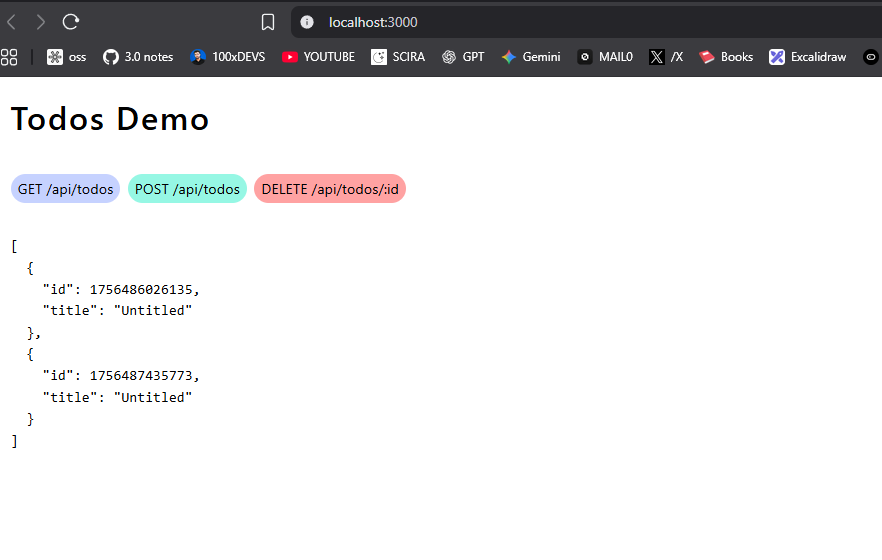 localhost:3000
oss 3.0 notes 100xDEVS YOUTUBE SCIRA GPT Gemini MAIL0 /X Books Excalidraw
Todos Demo
GET /api/todos POST /api/todos DELETE /api/todos/:id
[
  {
    "id": 1756486026135,
    "title": "Untitled"
  },
  {
    "id": 1756487435773,
    "title": "Untitled"
  }
]